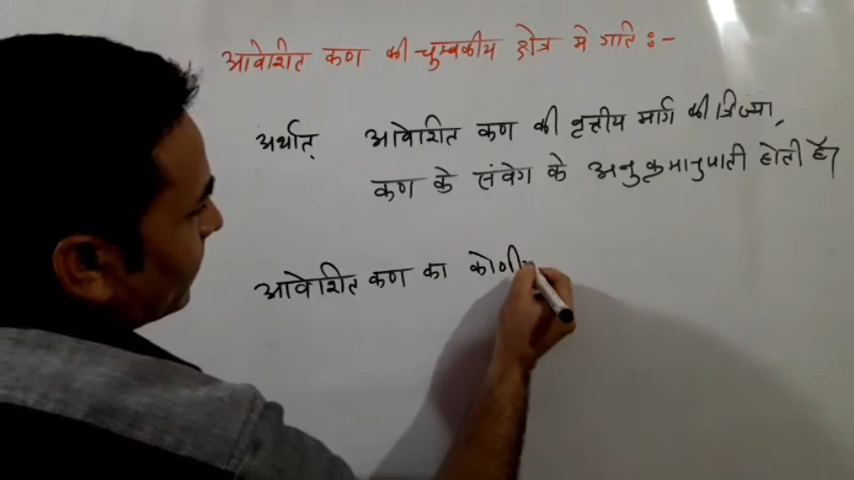 आवेशित कण की चुम्बकीय क्षेत्र मे गति :-
अर्थात् आवेशित कण की वृत्तीय मार्ग की त्रिज्या,
कण के संवेग के अनुक्रमानुपाती होती है।
आवेशित कण का कोणी